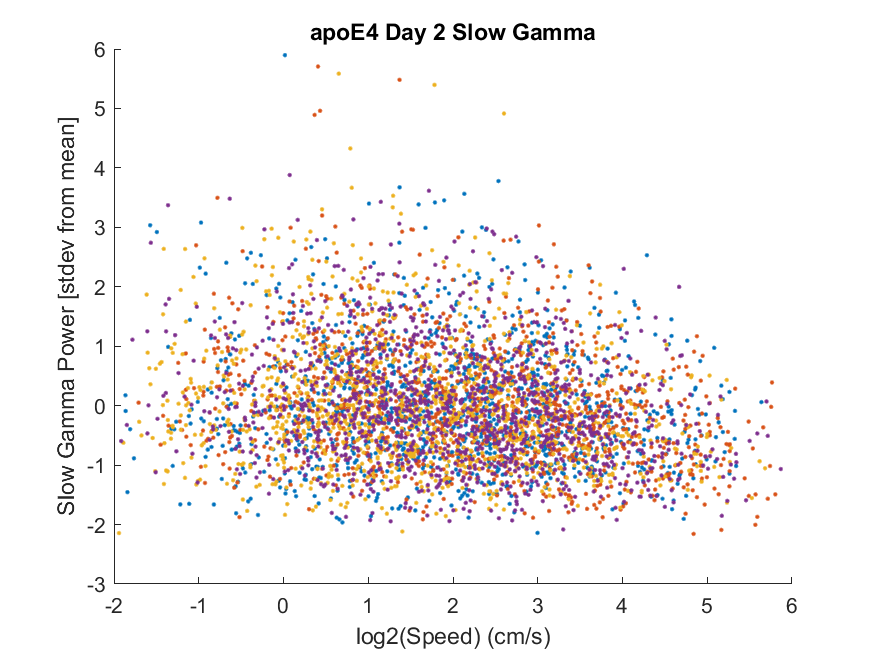 apoE4 Day 2 Slow Gamma
6
5
4
3
2
1
0
-1
-2
-3
Slow Gamma Power [stdev from mean]
-2 -1 0 1 2 3 4 5 6
log2(Speed) (cm/s)